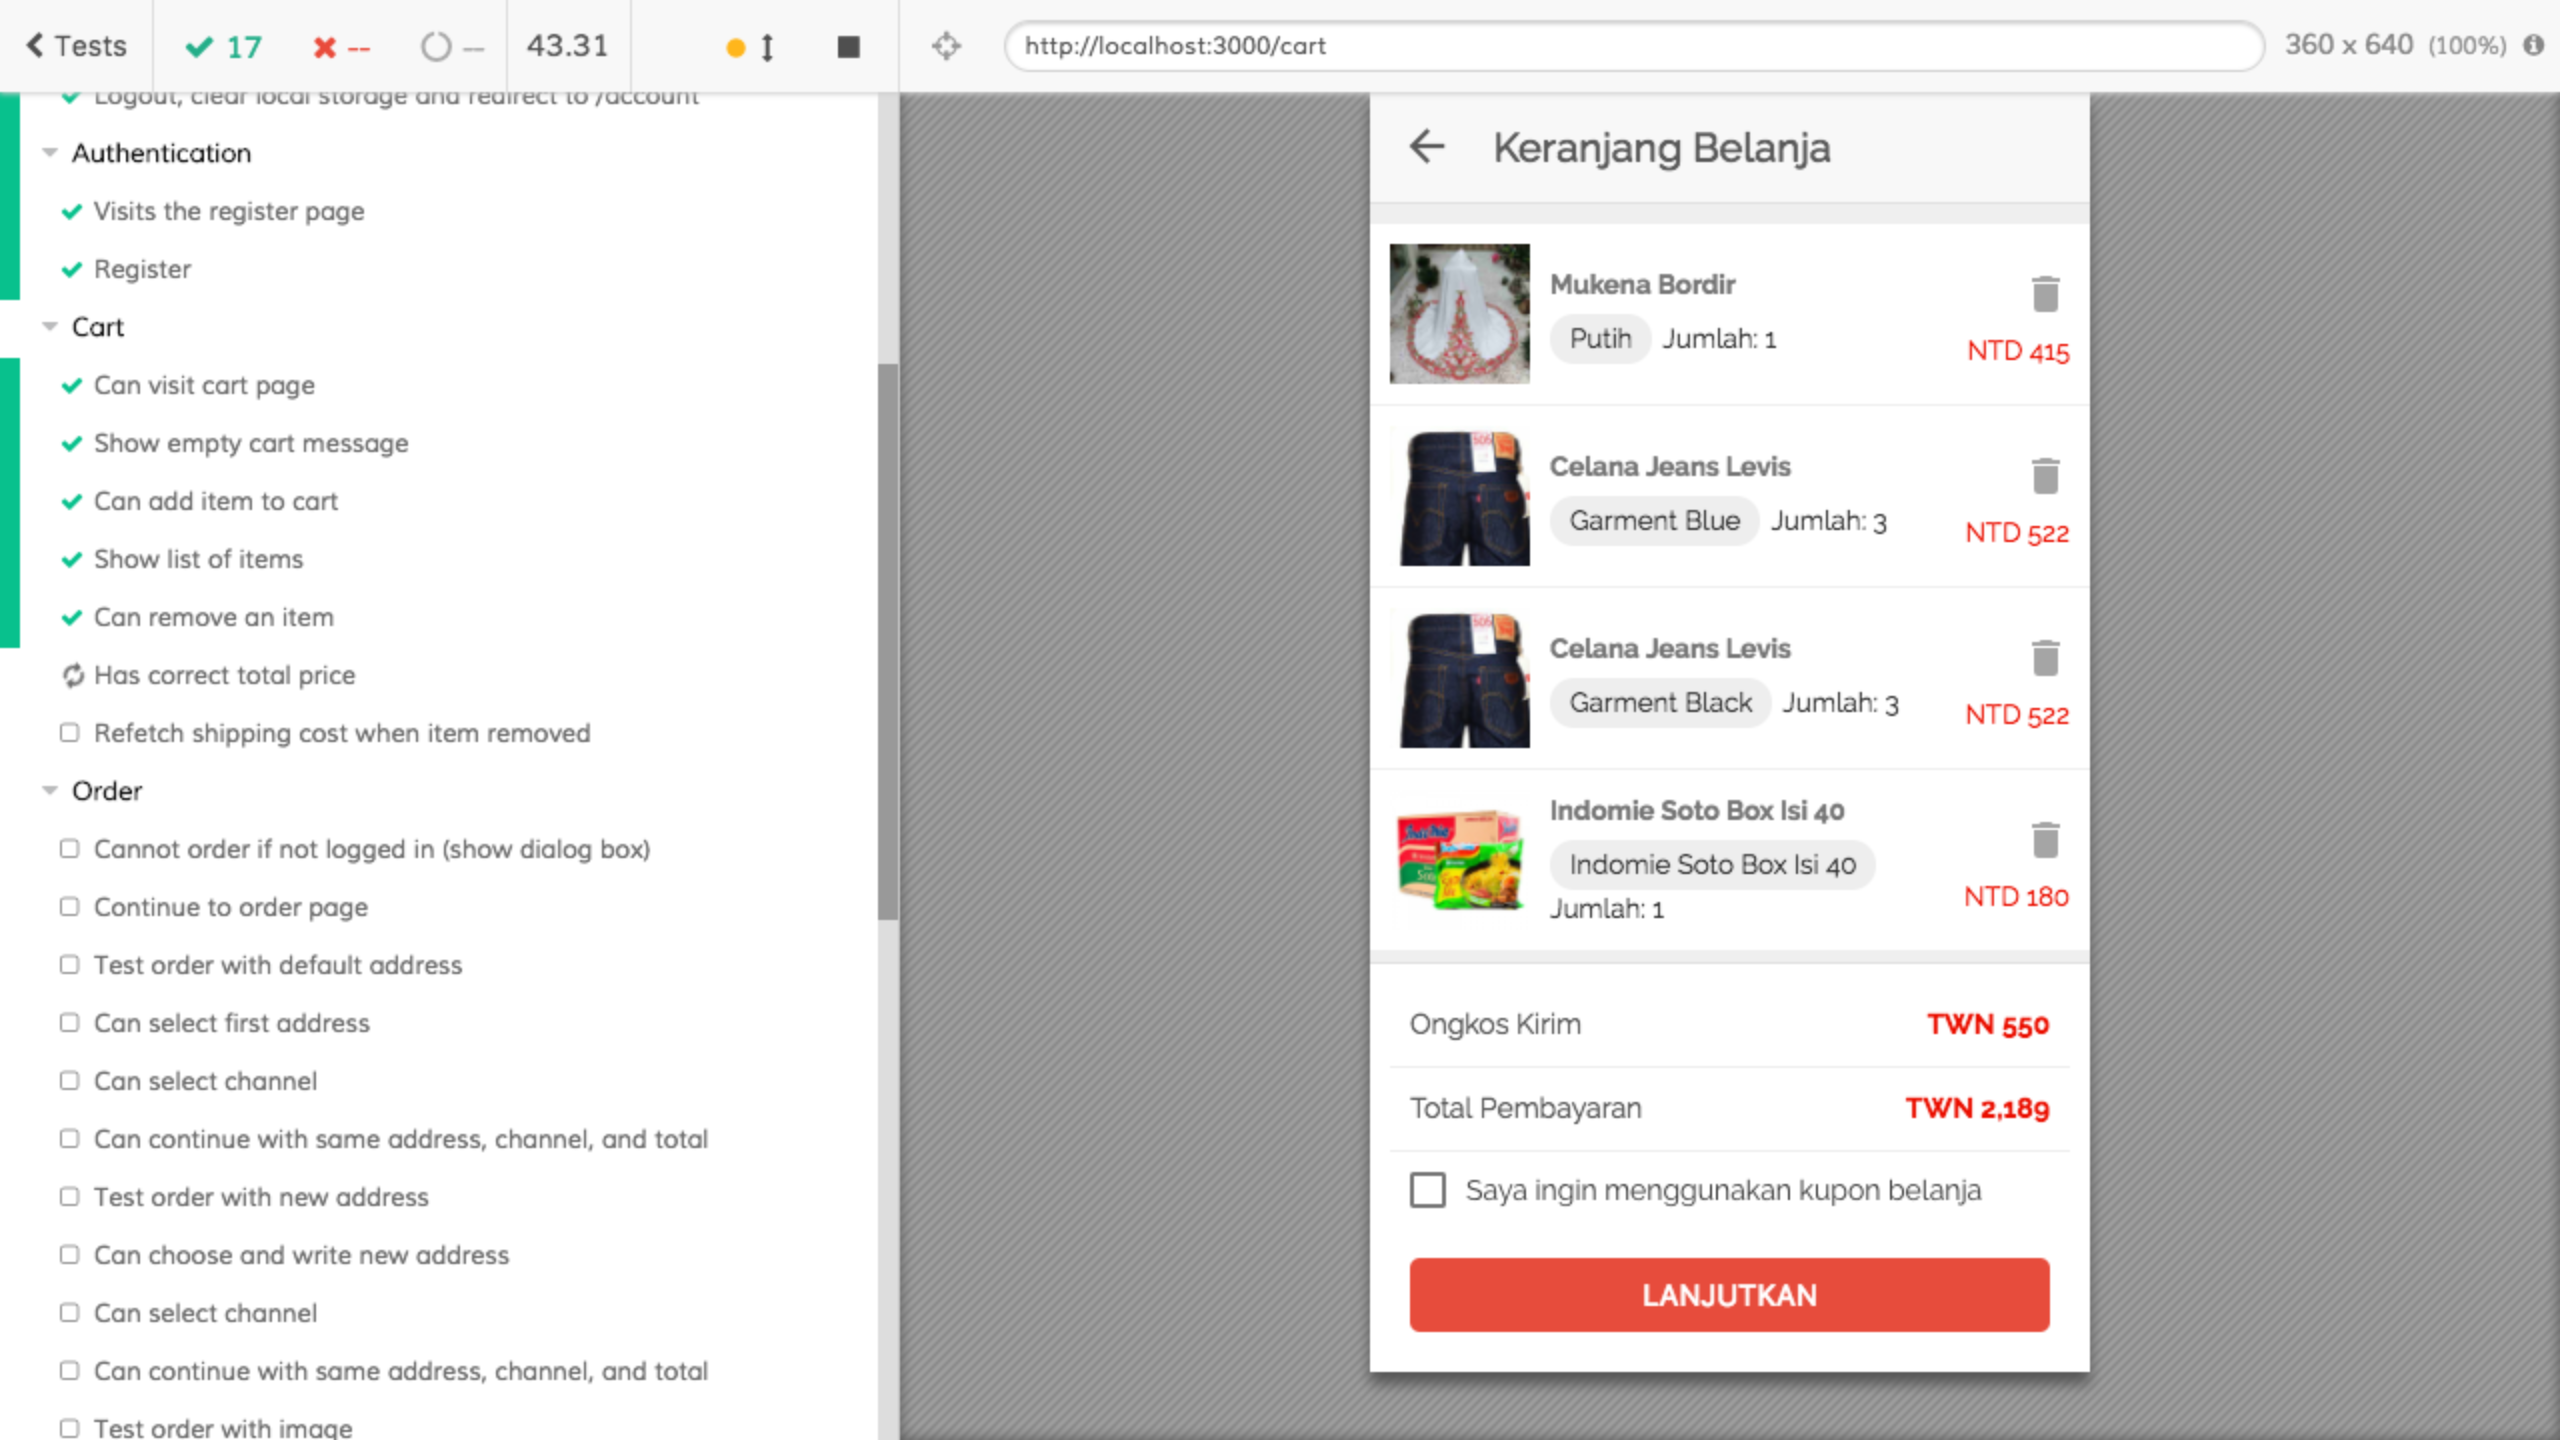 Tests
17
--
--
43.31
http://localhost:3000/cart
360 x 640 (100%)
Logout, clear local storage and redirect to /account
Authentication
Visits the register page
Register
Cart
Can visit cart page
Show empty cart message
Can add item to cart
Show list of items
Can remove an item
Has correct total price
Refetch shipping cost when item removed
Order
Cannot order if not logged in (show dialog box)
Continue to order page
Test order with default address
Can select first address
Can select channel
Can continue with same address, channel, and total
Test order with new address
Can choose and write new address
Can select channel
Can continue with same address, channel, and total
Test order with image
Keranjang Belanja
Mukena Bordir
Putih Jumlah: 1
NTD 415
Celana Jeans Levis
Garment Blue Jumlah: 3
NTD 522
Celana Jeans Levis
Garment Black Jumlah: 3
NTD 522
Indomie Soto Box Isi 40
Indomie Soto Box Isi 40
Jumlah: 1
NTD 180
Ongkos Kirim TWN 550
Total Pembayaran TWN 2,189
Saya ingin menggunakan kupon belanja
LANJUTKAN